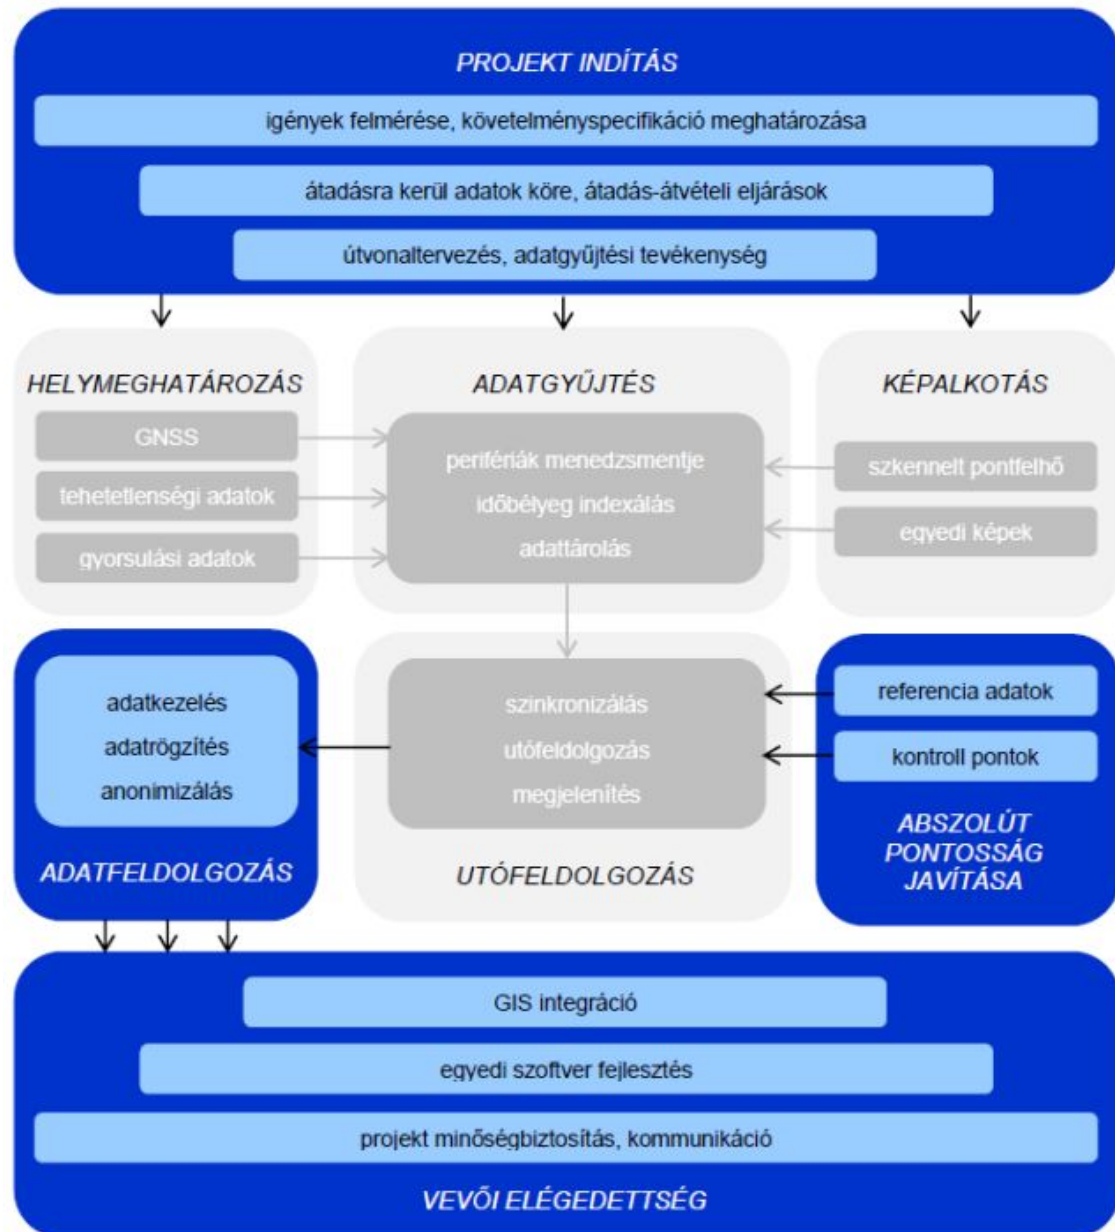 PROJEKT INDÍTÁS
igények felmérése, követelményspecifikáció meghatározása
átadásra kerül adatok köre, átadás-átvételi eljárások
útvonaltervezés, adatgyűjtési tevékenység
HELYMEGHATÁROZÁS
GNSS
tehetetlenségi adatok
gyorsulási adatok
ADATGYŰJTÉS
perifériák menedzsmentje
időbélyeg indexálás
adattárolás
KÉPALKOTÁS
szkennelt pontfelhő
egyedi képek
adatkezelés
adatrögzítés
anonimizálás
ADATFELDOLGOZÁS
szinkronizálás
utófeldolgozás
megjelenítés
UTÓFELDOLGOZÁS
referencia adatok
kontroll pontok
ABSZOLÚT
PONTOSSÁG
JAVÍTÁSA
GIS integráció
egyedi szoftver fejlesztés
projekt minőségbiztosítás, kommunikáció
VEVŐI ELÉGEDETTSÉG